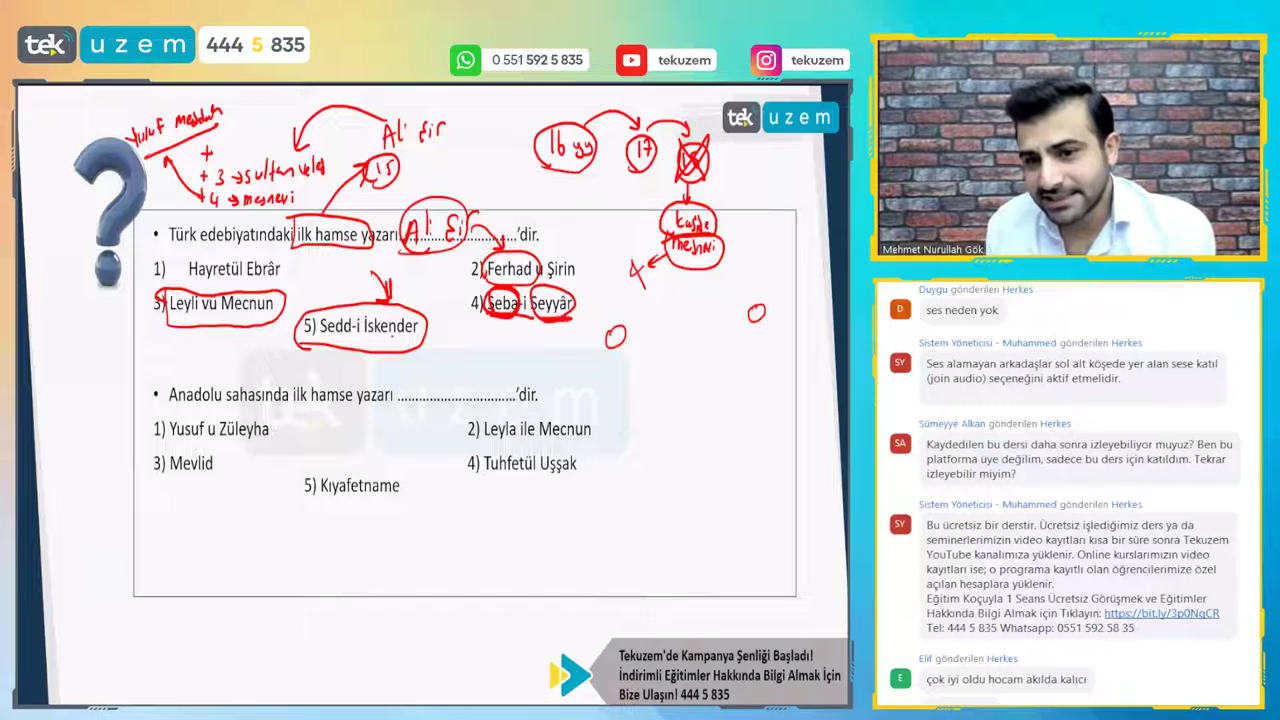 tek uzem 444 5 835
0 551 592 5 835
tekuzem
tekuzem
tek uzem
Yusuf meddah
Ali Şir
+
+ 3 → sultan veled
15
4 → mesnevi
16 yy
17
kaside
mesnevi
4
Ali Şir
• Türk edebiyatındaki ilk hamse yazarı ..............................'dir.
1) Hayretül Ebrâr
2) Ferhad u Şirin
3) Leyli vu Mecnun
4) Seba-i Seyyâr
5) Sedd-i İskender
• Anadolu sahasında ilk hamse yazarı ................................'dir.
1) Yusuf u Züleyha
2) Leyla ile Mecnun
3) Mevlid
4) Tuhfetül Uşşak
5) Kıyafetname
tek uzem
Tekuzem'de Kampanya Şenliği Başladı!
İndirimli Eğitimler Hakkında Bilgi Almak İçin
Bize Ulaşın! 444 5 835
Mehmet Nurullah Gök
Duygu gönderilen Herkes
D
ses neden yok
Sistem Yöneticisi - Muhammed gönderilen Herkes
SY
Ses alamayan arkadaşlar sol alt köşede yer alan sese katıl
(join audio) seçeneğini aktif etmelidir.
Sümeyye Alkan gönderilen Herkes
SA
Kaydedilen bu dersi daha sonra izleyebiliyor muyuz? Ben bu
platforma üye değilim, sadece bu ders için katıldım. Tekrar
izleyebilir miyim?
Sistem Yöneticisi - Muhammed gönderilen Herkes
SY
Bu ücretsiz bir derstir. Ücretsiz işlediğimiz ders ya da
seminerlerimizin video kayıtları kısa bir süre sonra Tekuzem
YouTube kanalımıza yüklenir. Online kurslarımızın video
kayıtları ise; o programa kayıtlı olan öğrencilerimize özel
açılan hesaplara yüklenir.
Eğitim Koçuyla 1 Seans Ücretsiz Görüşmek ve Eğitimler
Hakkında Bilgi Almak için Tıklayın: https://bit.ly/3p0NqCR
Tel: 444 5 835 Whatsapp: 0551 592 58 35
Elif gönderilen Herkes
E
çok iyi oldu hocam akılda kalıcı